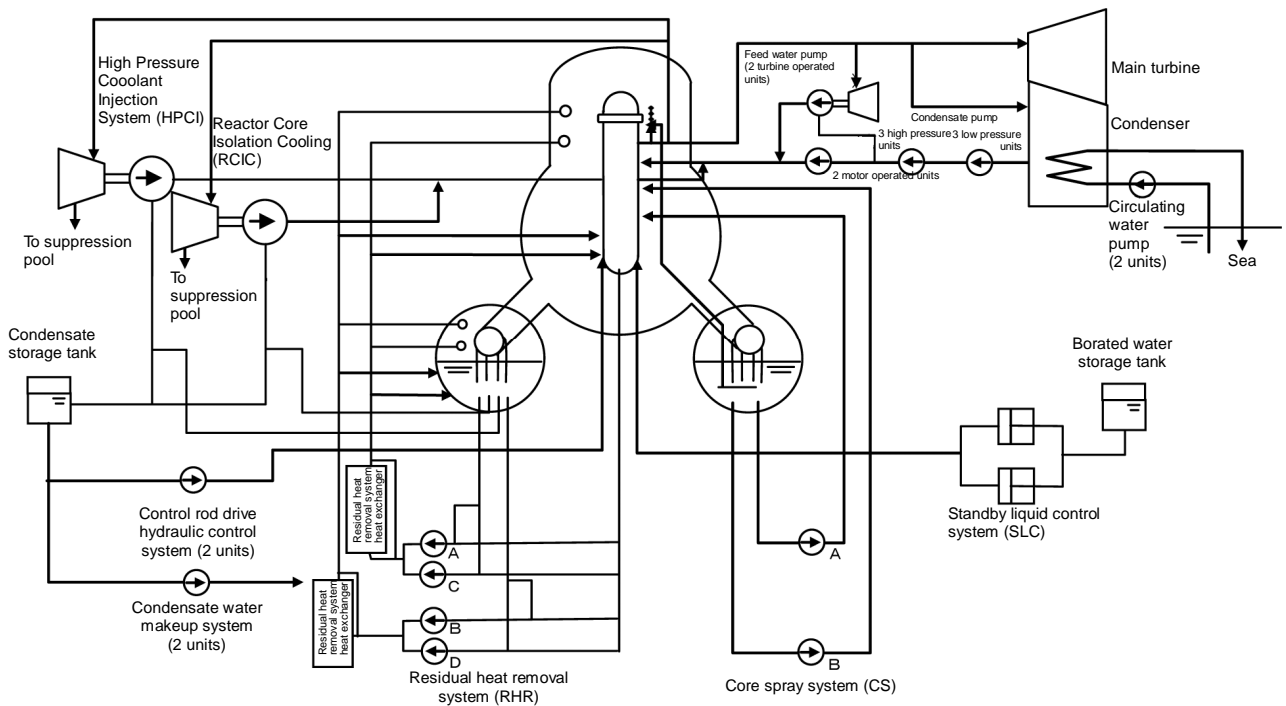 High Pressure
Cooolant
Injection
System (HPCI)
Reactor Core
Isolation Cooling
(RCIC)
To suppression
pool
To
suppression
pool
Feed water pump
(2 turbine operated
units)
Condensate pump
3 high pressure
units
3 low pressure
units
2 motor operated units
Main turbine
Condenser
Circulating
water
pump
(2 units)
Sea
Condensate
storage tank
Borated water
storage tank
Control rod drive
hydraulic control
system (2 units)
Condensate water
makeup system
(2 units)
Residual heat
removal system
heat exchanger
Residual heat
removal system
heat exchanger
A
C
B
D
Residual heat removal
system (RHR)
A
B
Core spray system (CS)
Standby liquid control
system (SLC)